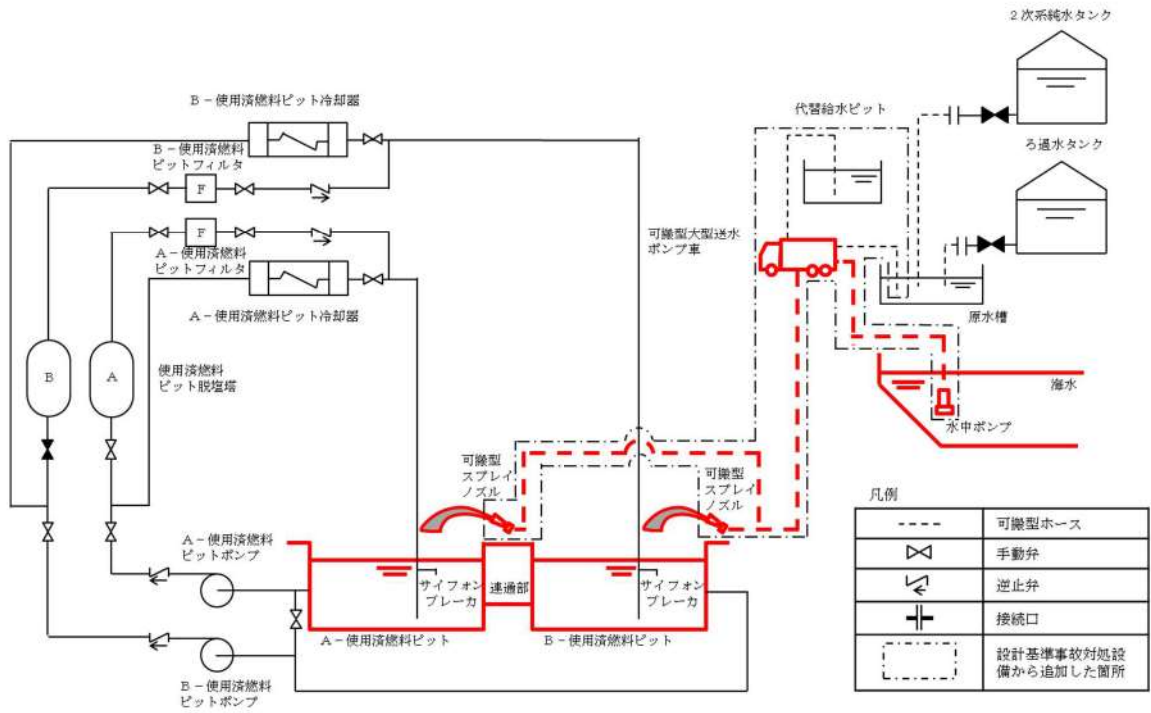 ２次系純水タンク
Ｂ－使用済燃料ピット冷却器
代替給水ピット
Ｂ－使用済燃料
ピットフィルタ
F
ろ過水タンク
F
Ａ－使用済燃料
ピットフィルタ
可搬型大型送水
ポンプ車
Ａ－使用済燃料ピット冷却器
原水槽
B
A
使用済燃料
ピット脱塩塔
海水
水中ポンプ
可搬型
スプレイ
ノズル
可搬型
スプレイ
ノズル
Ａ－使用済燃料
ピットポンプ
サイフォン
ブレーカ
連通部
サイフォン
ブレーカ
Ａ－使用済燃料ピット
Ｂ－使用済燃料ピット
Ｂ－使用済燃料
ピットポンプ
凡例
可搬型ホース
手動弁
逆止弁
接続口
設計基準事故対処設
備から追加した箇所